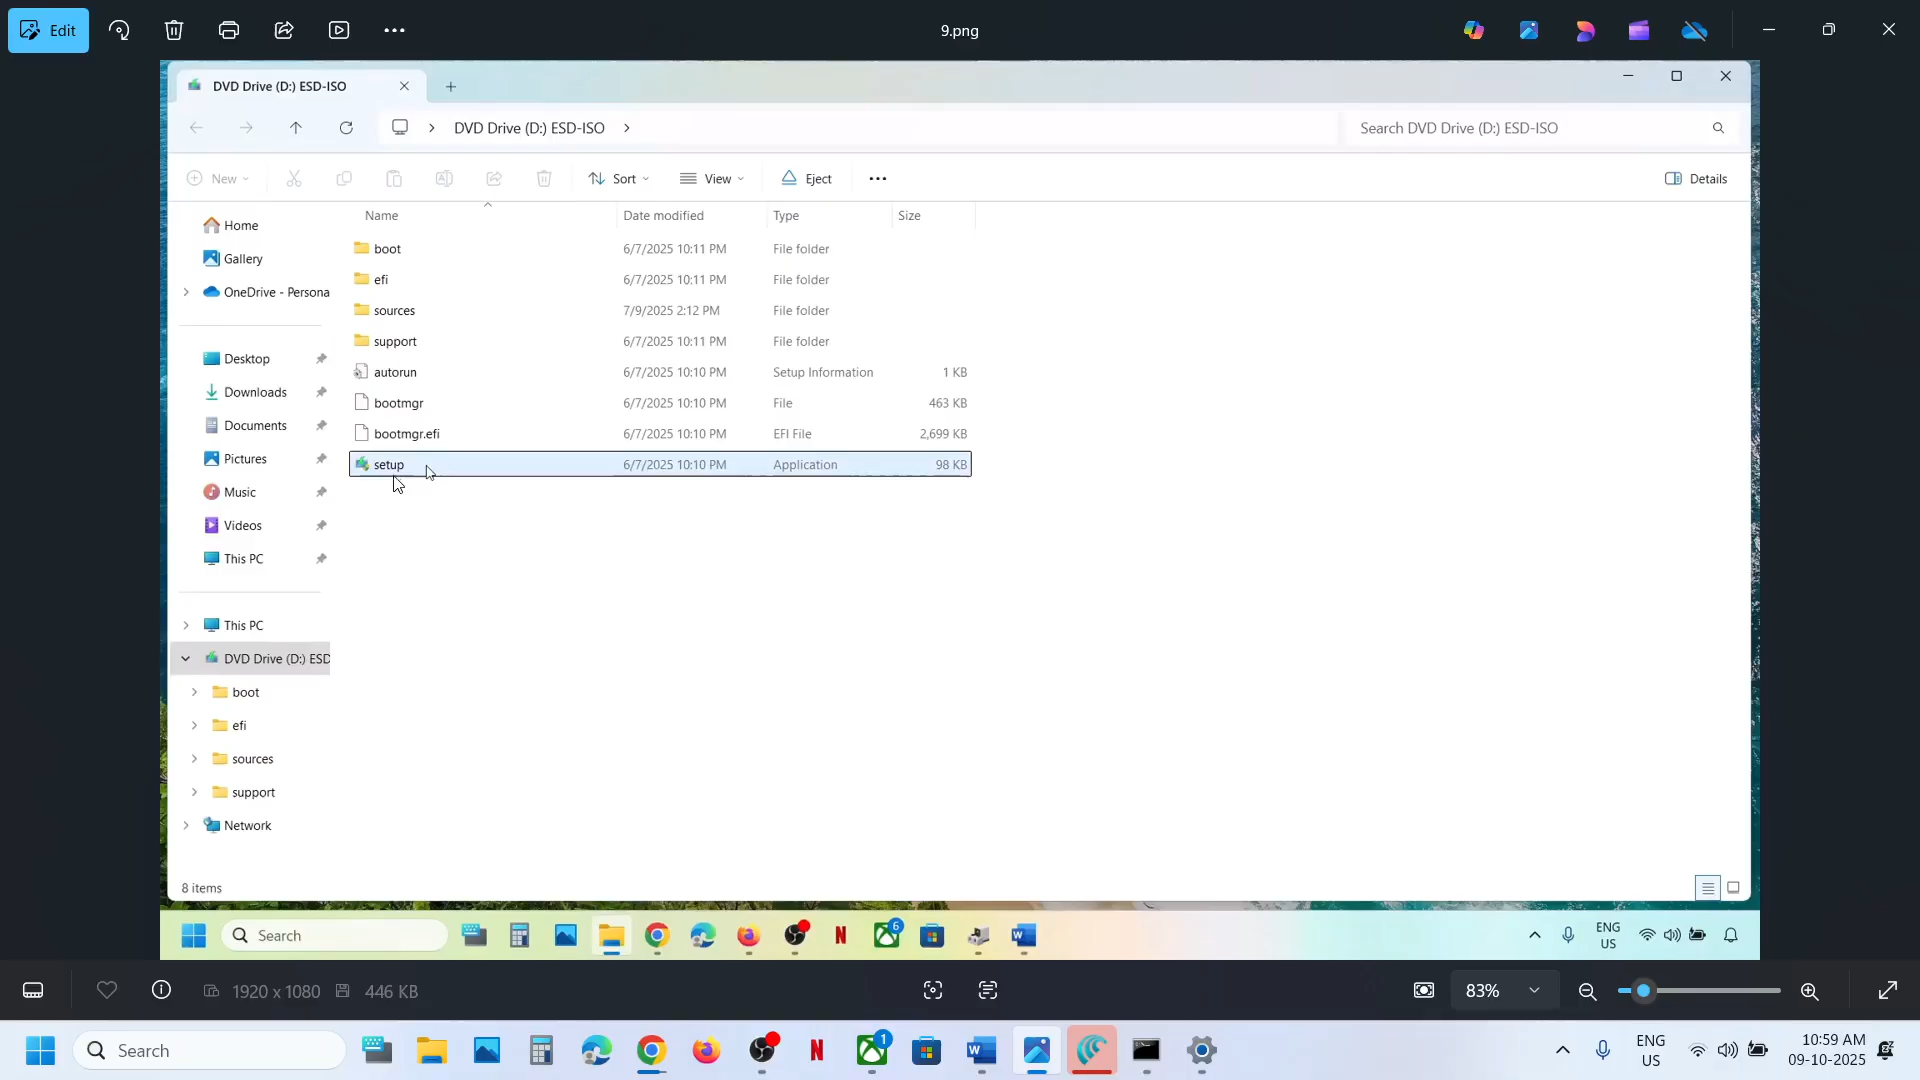 Edit
9.png
DVD Drive (D:) ESD-ISO
DVD Drive (D:) ESD-ISO
Search DVD Drive (D:) ESD-ISO
New
Sort
View
Eject
Details
Name Date modified Type Size
Home
Gallery
OneDrive - Persona
Desktop
Downloads
Documents
Pictures
Music
Videos
This PC
This PC
DVD Drive (D:) ESD
boot
efi
sources
support
Network
boot 6/7/2025 10:11 PM File folder
efi 6/7/2025 10:11 PM File folder
sources 7/9/2025 2:12 PM File folder
support 6/7/2025 10:11 PM File folder
autorun 6/7/2025 10:10 PM Setup Information 1 KB
bootmgr 6/7/2025 10:10 PM File 463 KB
bootmgr.efi 6/7/2025 10:10 PM EFI File 2,699 KB
setup 6/7/2025 10:10 PM Application 98 KB
8 items
Search
6
ENG
US
1920 x 1080
446 KB
83%
Search
1
ENG
US
10:59 AM
09-10-2025